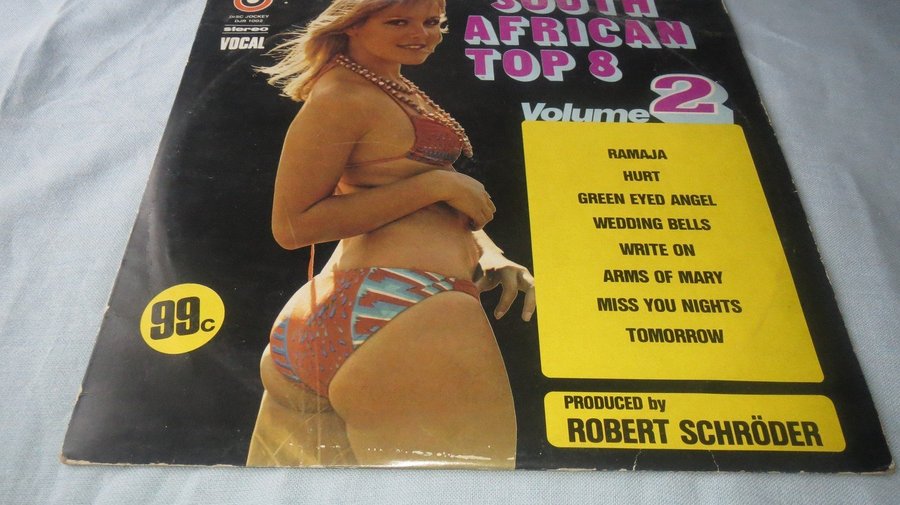 DISC JOCKEY
DJR 1002
stereo
VOCAL
SOUTH
AFRICAN
TOP 8
Volume 2
RAMAJA
HURT
GREEN EYED ANGEL
WEDDING BELLS
WRITE ON
ARMS OF MARY
MISS YOU NIGHTS
TOMORROW
99c
PRODUCED by
ROBERT SCHRÖDER